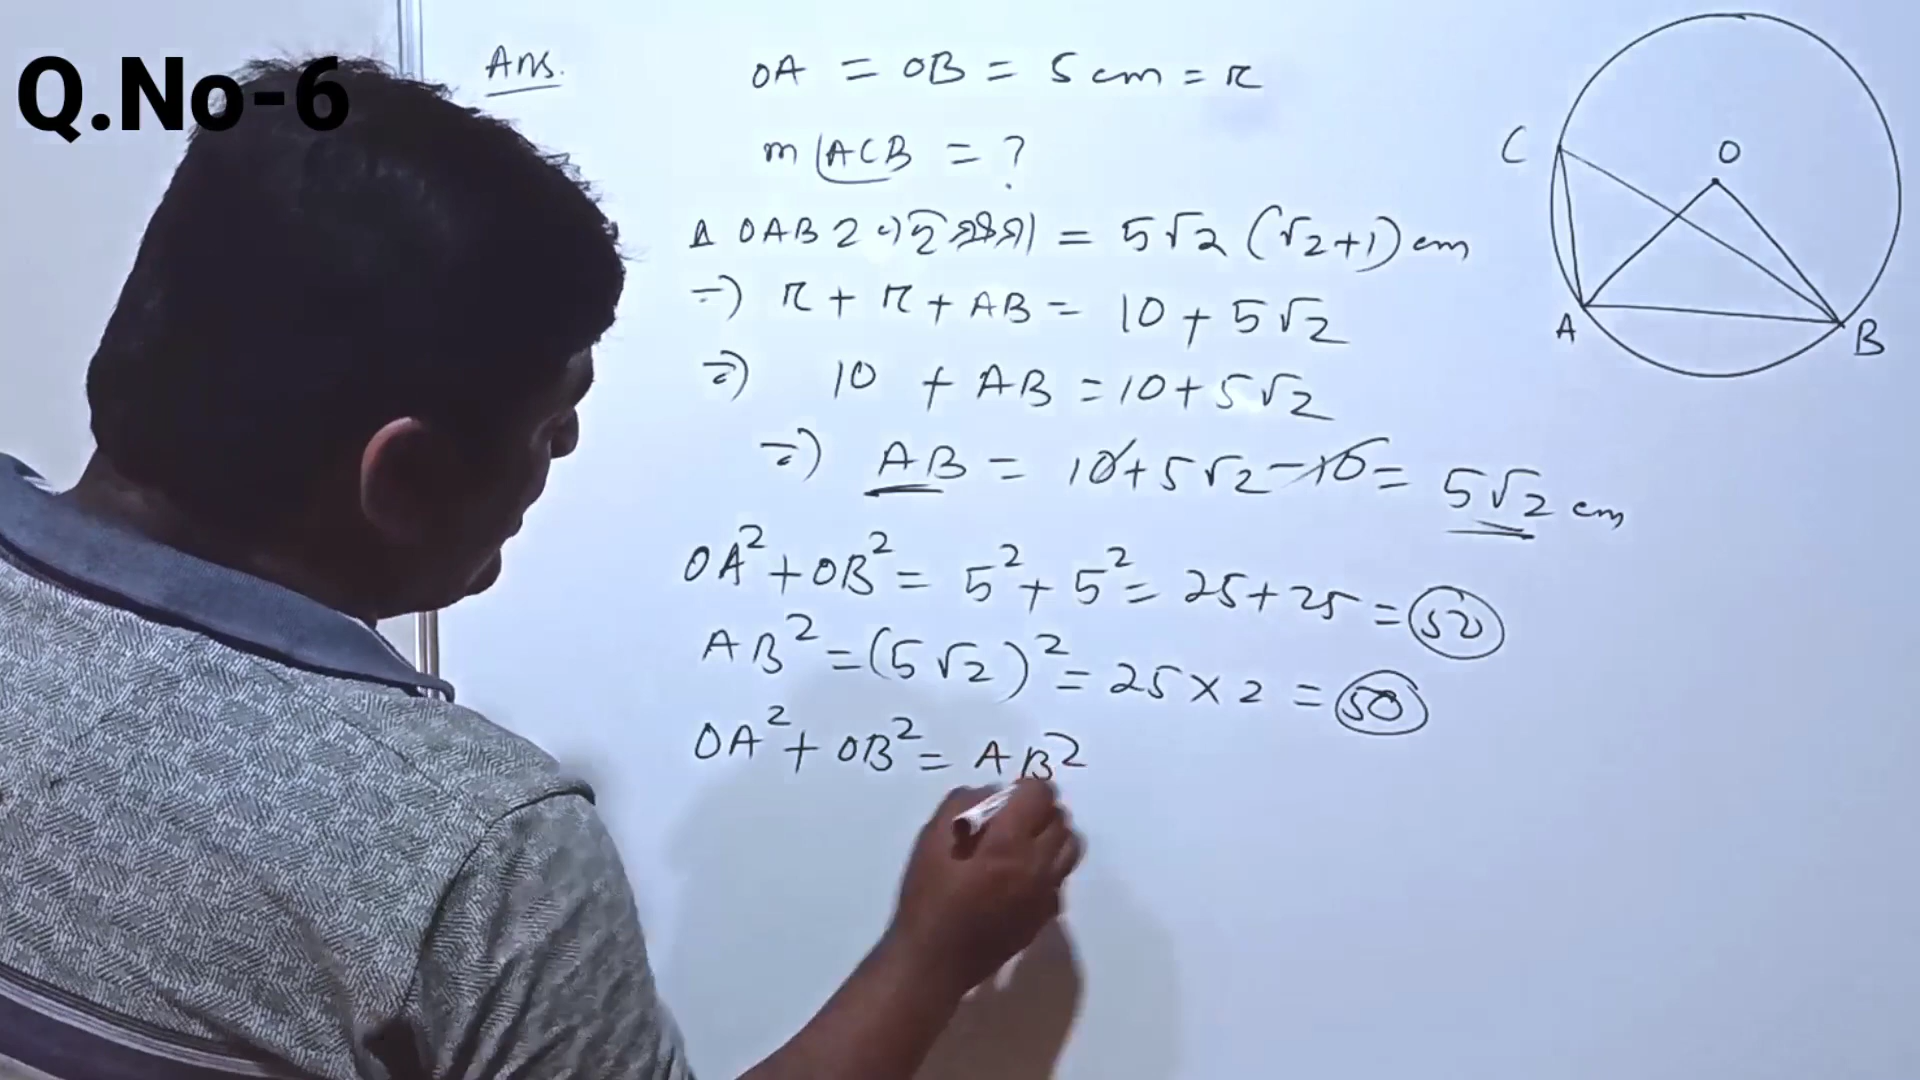 Q.No-6
Ans.
OA = OB = 5 cm = r
m∠ACB = ?
Δ OAB = 5√2 (√2+1) cm
⇒) r + r + AB = 10 + 5√2
⇒) 10 + AB = 10 + 5√2
⇒) AB = 10 + 5√2 - 10 = 5√2 cm
OA² + OB² = 5² + 5² = 25 + 25 = 50
AB² = (5√2)² = 25 × 2 = 50
OA² + OB² = AB²
C
O
A
B